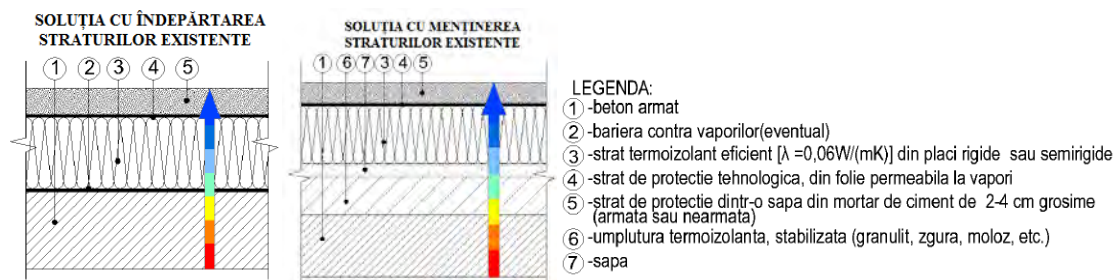 SOLUȚIA CU ÎNDEPĂRTAREA
STRATURILOR EXISTENTE
1 2 3 4 5
SOLUȚIA CU MENȚINEREA
STRATURILOR EXISTENTE
1 6 7 3 4 5
LEGENDA:
1 -beton armat
2 -bariera contra vaporilor(eventual)
3 -strat termoizolant eficient [λ =0,06W/(mK)] din placi rigide sau semirigide
4 -strat de protectie tehnologica, din folie permeabila la vapori
5 -strat de protectie dintr-o sapa din mortar de ciment de 2-4 cm grosime
(armata sau nearmata)
6 -umplutura termoizolanta, stabilizata (granulit, zgura, moloz, etc.)
7 -sapa